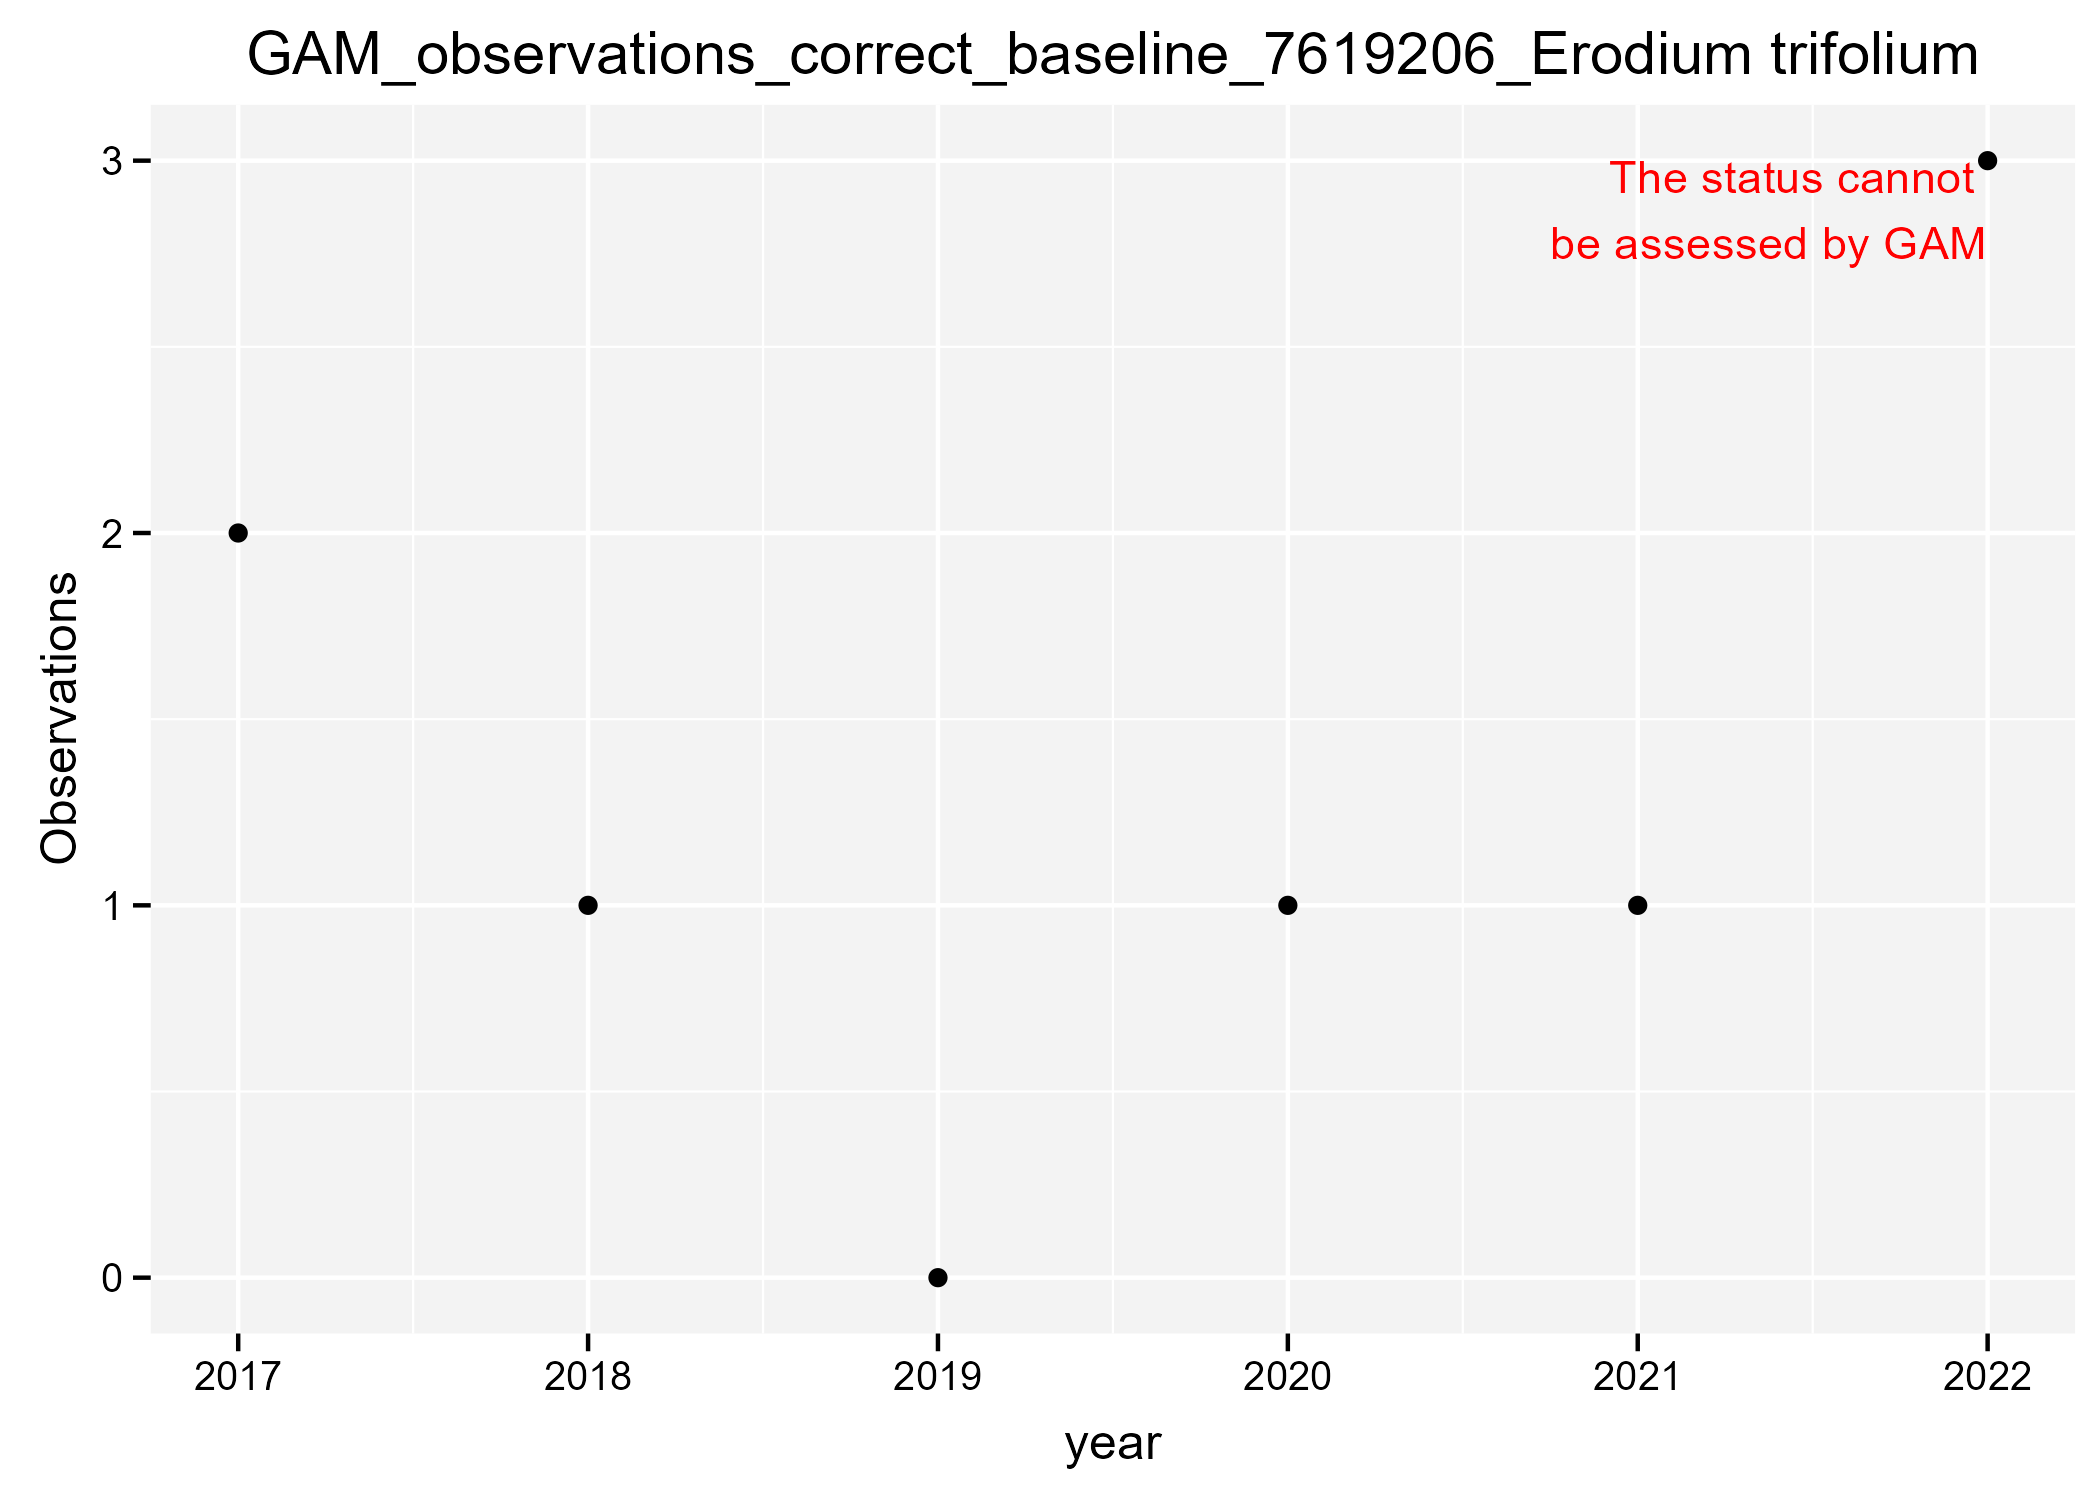 GAM_observations_correct_baseline_7619206_Erodium trifolium
The status cannot
be assessed by GAM
Observations
3
2
1
0
2017 2018 2019 2020 2021 2022
year